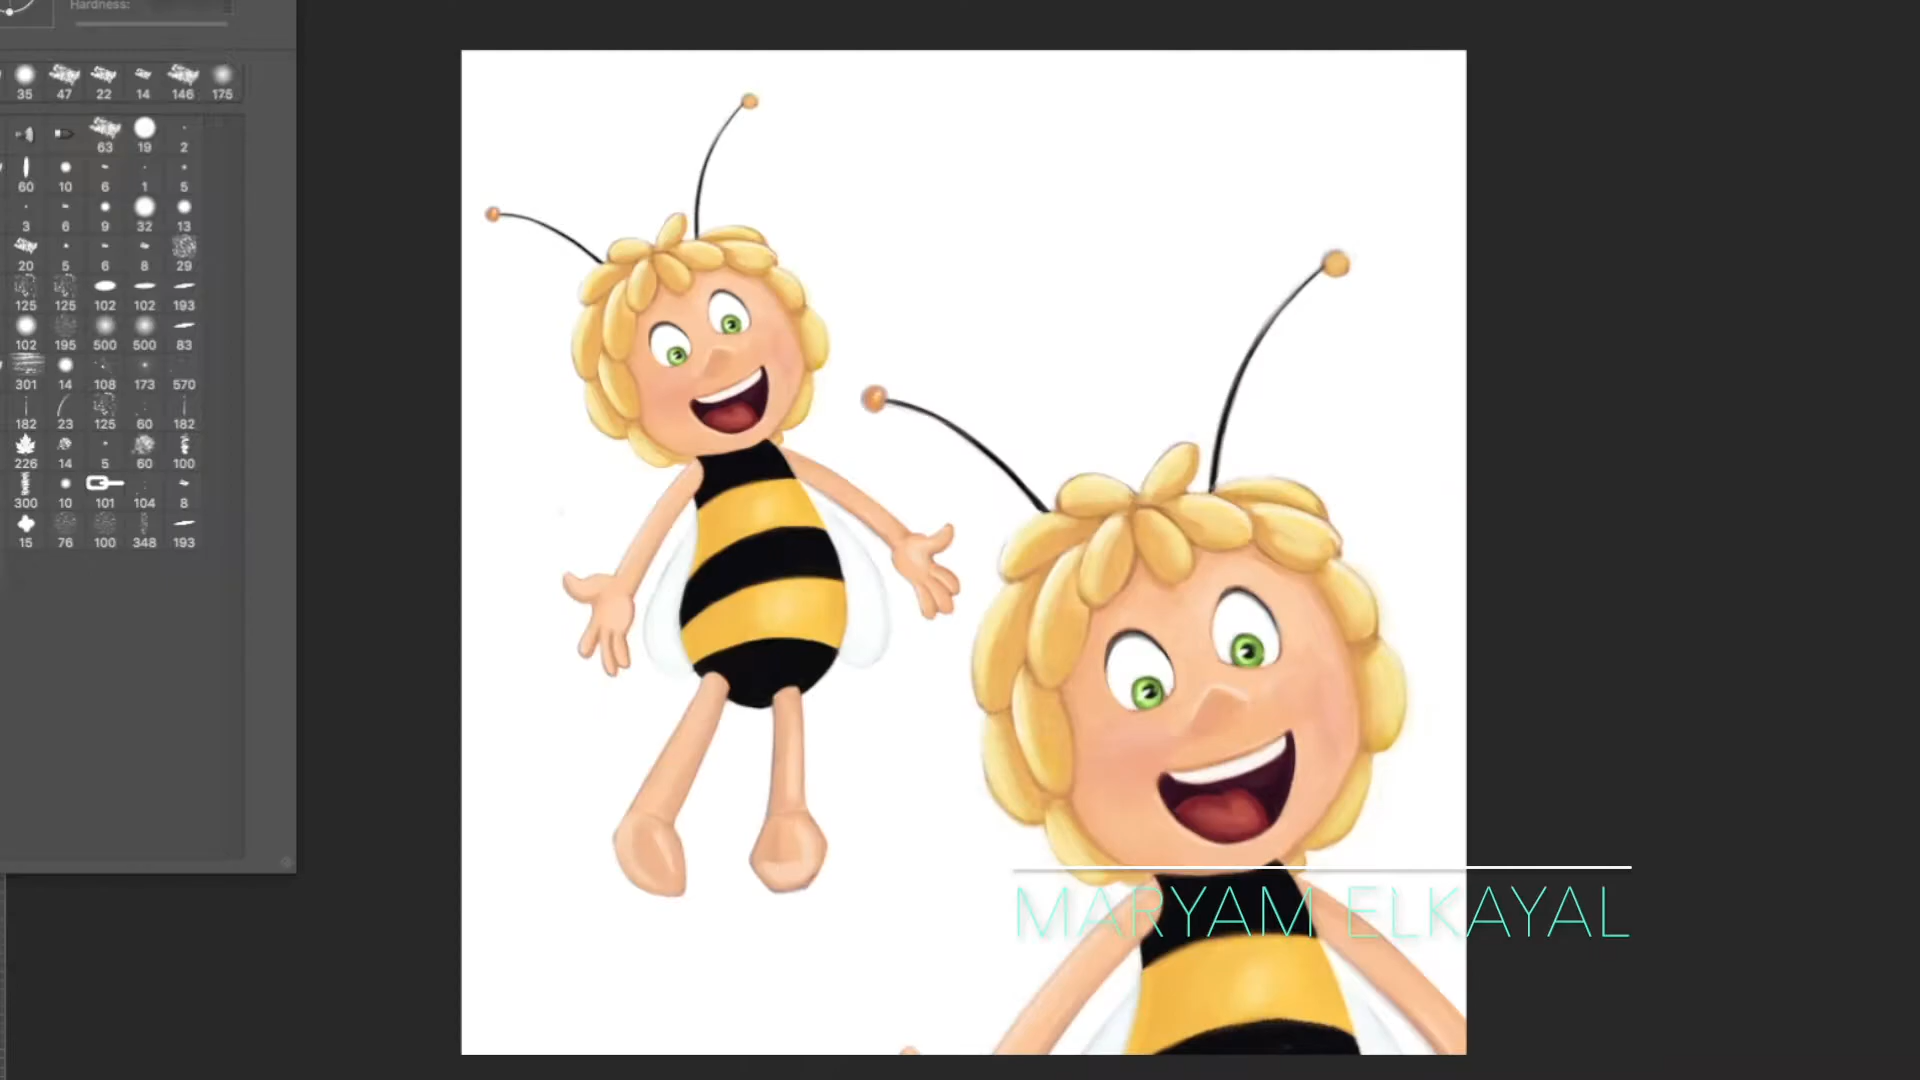 Hardness:
35 47 22 14 146 175
63 19 2
60 10 6 1 5
3 6 9 32 13
20 5 6 8 29
125 125 102 102 193
102 195 500 500 83
301 14 108 173 570
182 23 125 60 182
226 14 5 60 100
300 10 101 104 8
15 76 100 348 193
MARYAM ELKAYAL